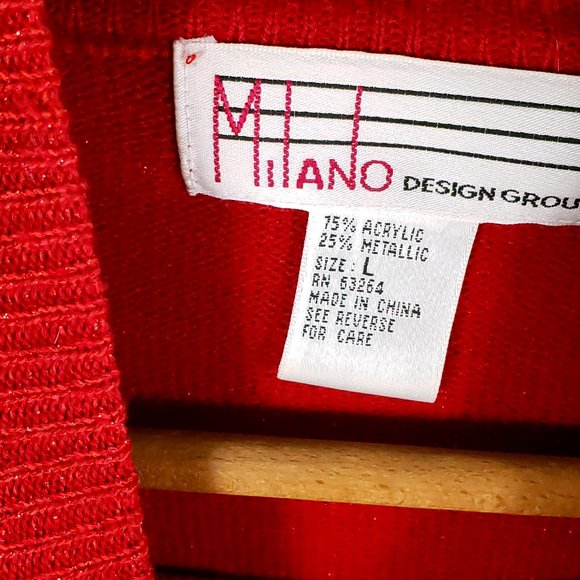 MILANO DESIGN GROU
75% ACRYLIC
25% METALLIC
SIZE: L
RN 63264
MADE IN CHINA
SEE REVERSE
FOR CARE